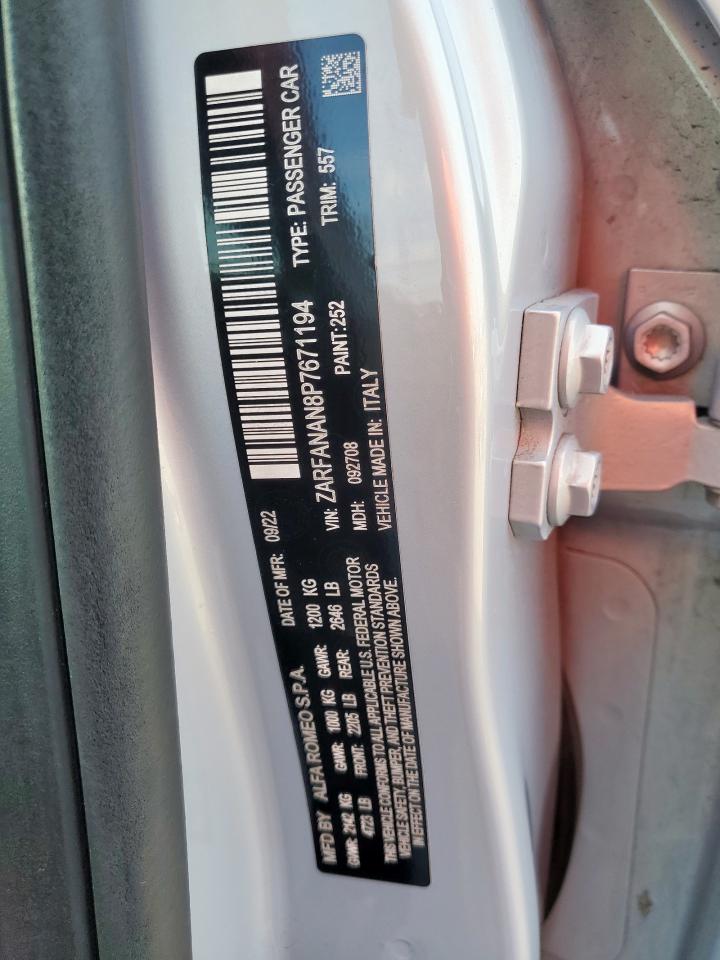 MFD BY ALFA ROMEO S.P.A. DATE OF MFR: 09/22
GVWR: 2142 KG GAWR: 1000 KG GAWR: 1200 KG
4723 LB FRONT: 2205 LB REAR: 2646 LB
THIS VEHICLE CONFORMS TO ALL APPLICABLE U.S. FEDERAL MOTOR
VEHICLE SAFETY, BUMPER, AND THEFT PREVENTION STANDARDS
IN EFFECT ON THE DATE OF MANUFACTURE SHOWN ABOVE.
VIN: ZARFANAN8P7671194 TYPE: PASSENGER CAR
MDH: 092708 PAINT:252 TRIM: 557
VEHICLE MADE IN: ITALY